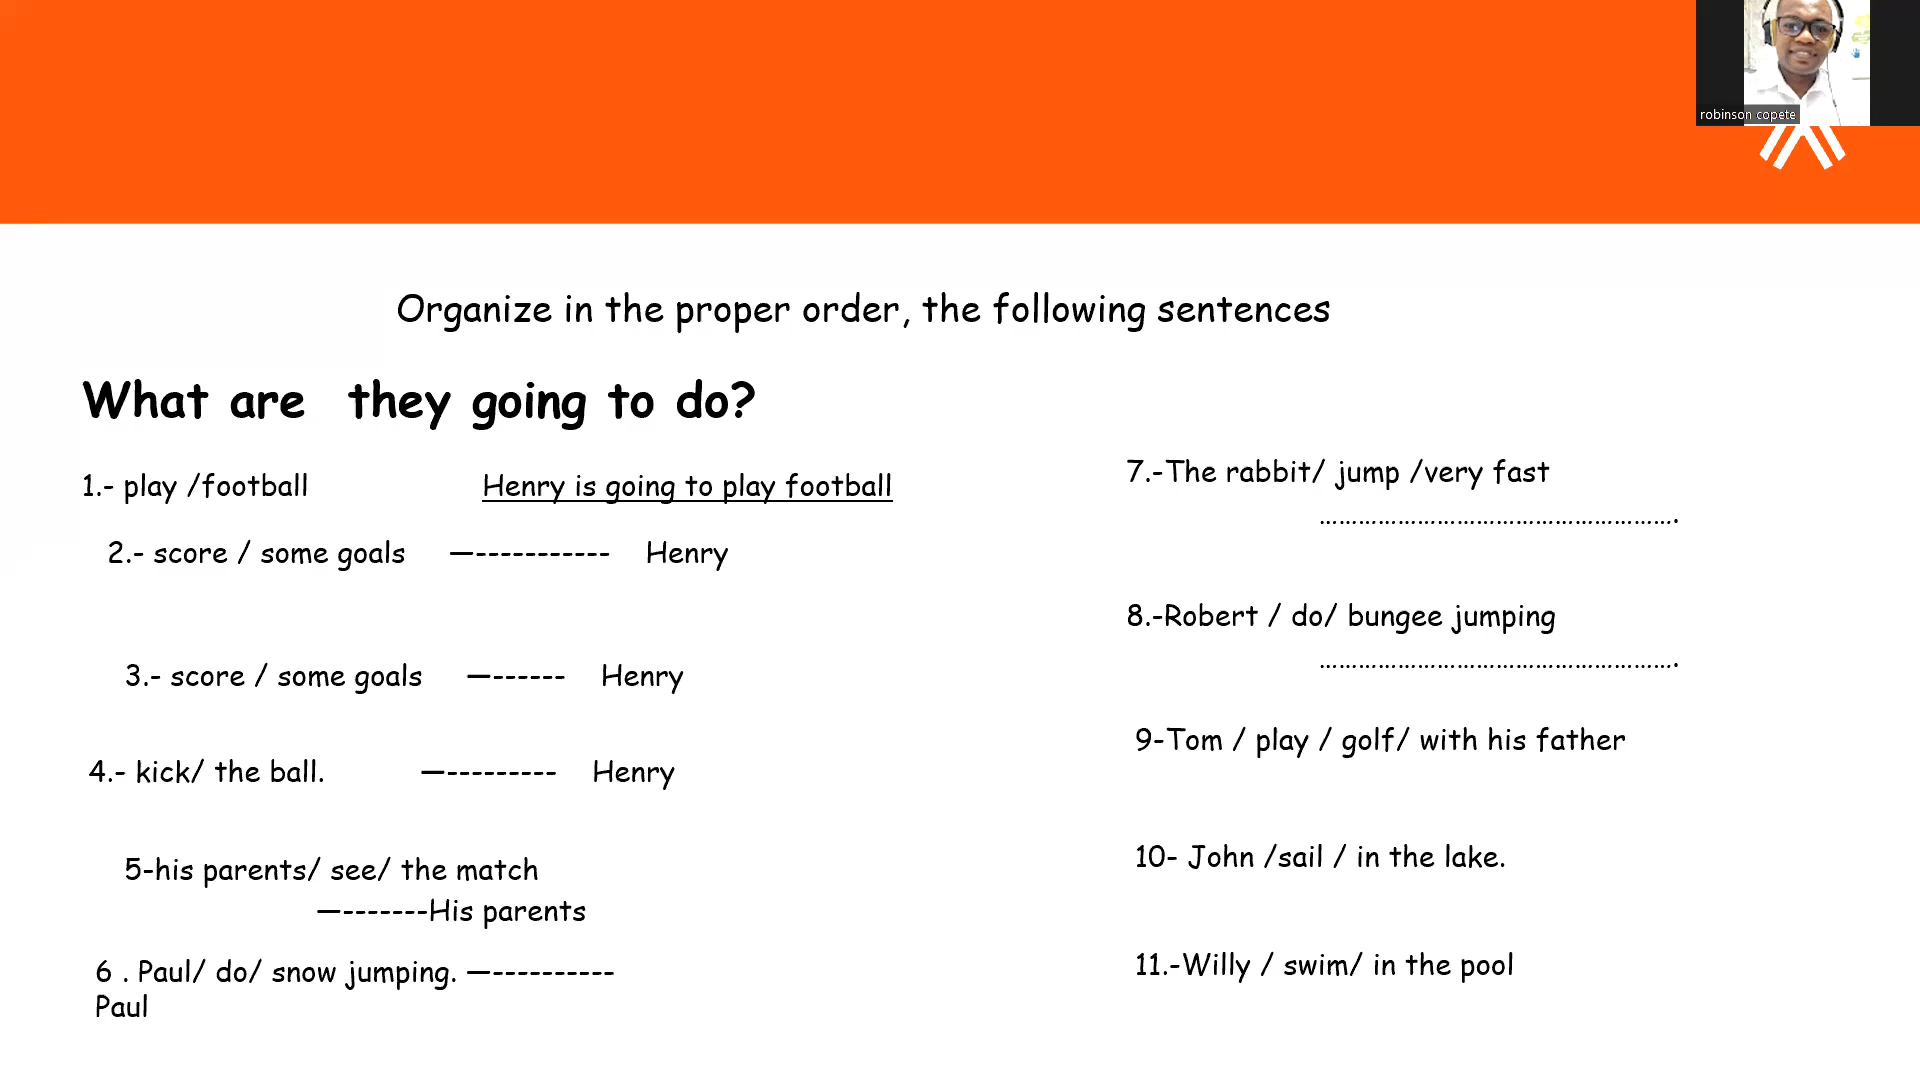 robinson copete
Organize in the proper order, the following sentences
What are they going to do?
1.- play /football Henry is going to play football
2.- score / some goals —----------- Henry
3.- score / some goals —------ Henry
4.- kick/ the ball. —--------- Henry
5-his parents/ see/ the match
—-------His parents
6 . Paul/ do/ snow jumping. —----------
Paul
7.-The rabbit/ jump /very fast
……………………………………………….
8.-Robert / do/ bungee jumping
……………………………………………….
9-Tom / play / golf/ with his father
10- John /sail / in the lake.
11.-Willy / swim/ in the pool